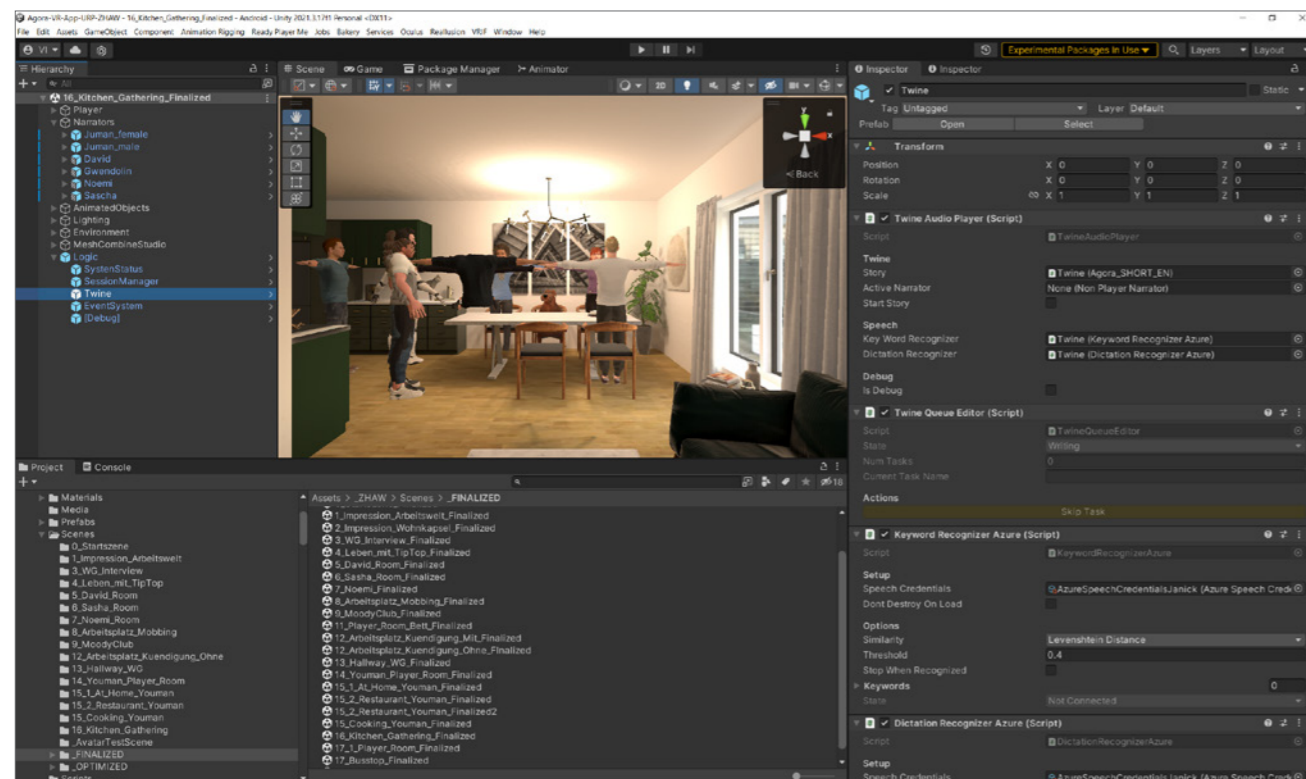 Agore-VR-App-URP-ZHAW - 16_Kitchen_Gathering_Finalized - Android - Unity 2021.3.17f1 Personal <DX11>
File Edit Assets GameObject Component Animation Rigging Ready Player Me Jobs Bakery Services Oculus Reallusion VRIF Window Help
VI
Experimental Packages In Use
Layers
Layout
Hierarchy
All
16_Kitchen_Gathering_Finalized
Player
Narrators
Juman_female
Juman_male
David
Gwendolin
Noemi
Sascha
AnimatedObjects
Lighting
Environment
MeshCombineStudio
Logic
SystenStatus
SessionManager
Twine
EventSystem
[Debug]
Scene Game Package Manager Animator
2D
y
x
Back
Inspector Inspector
Twine Static
Tag Untagged Layer Default
Prefab Open Select
Transform
Position X 0 Y 0 Z 0
Rotation X 0 Y 0 Z 0
Scale X 1 Y 1 Z 1
Twine Audio Player (Script)
Script TwineAudioPlayer
Twine
Story Twine (Agora_SHORT_EN)
Active Narrator None (Non Player Narrator)
Start Story
Speech
Key Word Recognizer Twine (Keyword Recognizer Azure)
Dictation Recognizer Twine (Dictation Recognizer Azure)
Debug
Is Debug
Twine Queue Editor (Script)
Script TwineQueueEditor
State Writing
Num Tasks 0
Current Task Name
Actions
Skip Task
Keyword Recognizer Azure (Script)
Script KeywordRecognizerAzure
Setup
Speech Credentials AzureSpeechCredentialsJanick (Azure Speech Crede
Dont Destroy On Load
Options
Similarity Levenshtein Distance
Threshold 0.4
Stop When Recognized
Keywords 0
State Not Connected
Dictation Recognizer Azure (Script)
Script DictationRecognizerAzure
Setup
Speech Credentials AzureSpeechCredentialsJanick (Azure Speech Crede
Project Console
18
Materials
Media
Prefabs
Scenes
0_Startszene
1_Impression_Arbeitswelt
3_WG_Interview
4_Leben_mit_TipTop
5_David_Room
6_Sasha_Room
7_Noemi_Room
8_Arbeitsplatz_Mobbing
9_MoodyClub
12_Arbeitsplatz_Kuendigung_Ohne
13_Hallway_WG
14_Youman_Player_Room
15_1_At_Home_Youman
15_2_Restaurant_Youman
15_Cooking_Youman
16_Kitchen_Gathering
_AvatarTestScene
_FINALIZED
_OPTIMIZED
Scripts
Assets > _ZHAW > Scenes > _FINALIZED
1_Impression_Arbeitswelt_Finalized
2_Impression_Wohnkapsel_Finalized
3_WG_Interview_Finalized
4_Leben_mit_TipTop_Finalized
5_David_Room_Finalized
6_Sasha_Room_Finalized
7_Noemi_Finalized
8_Arbeitsplatz_Mobbing_Finalized
9_MoodyClub_Finalized
11_Player_Room_Bett_Finalized
12_Arbeitsplatz_Kuendigung_Mit_Finalized
12_Arbeitsplatz_Kuendigung_Ohne_Finalized
13_Hallway_WG_Finalized
14_Youman_Player_Room_Finalized
15_1_At_Home_Youman_Finalized
15_2_Restaurant_Youman_Finalized
15_2_Restaurant_Youman_Finalized2
15_Cooking_Youman_Finalized
16_Kitchen_Gathering_Finalized
17_1_Player_Room_Finalized
17_Busstop_Finalized